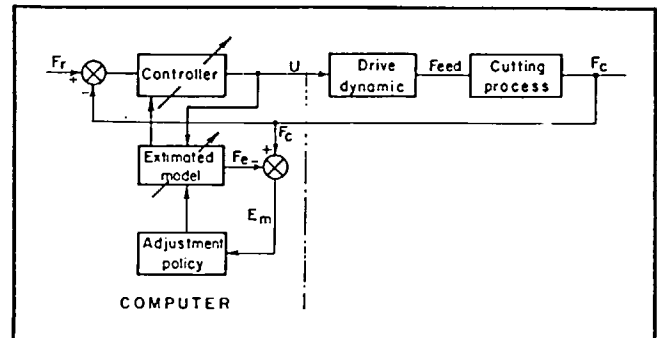 Fr
+
-
Controller
U
Drive
dynamic
Feed
Cutting
process
Fc
Fc
+
Extimated
model
Fe
-
Em
Adjustment
policy
COMPUTER